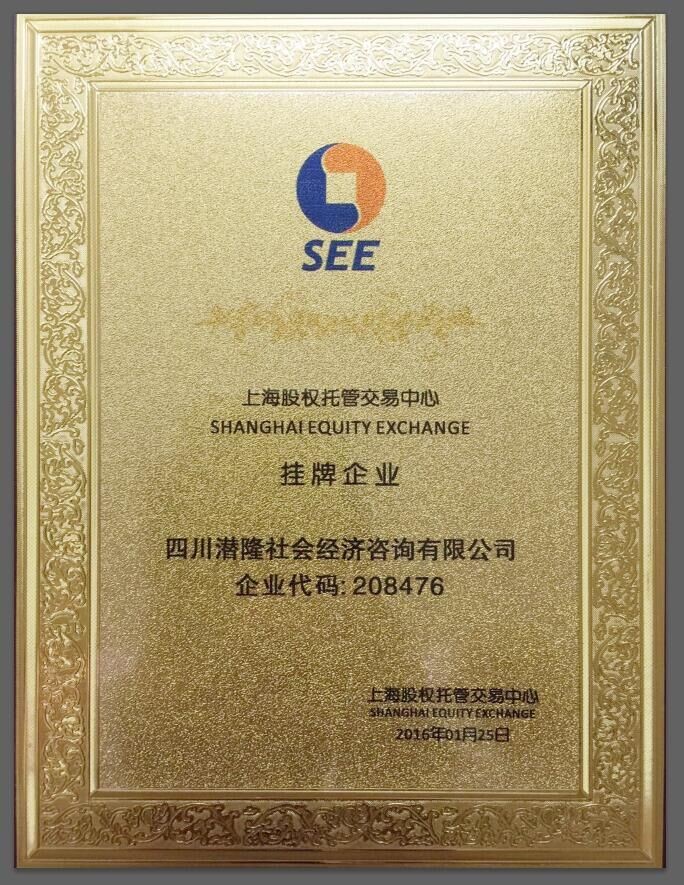 SEE
上海股权托管交易中心
SHANGHAI EQUITY EXCHANGE
挂牌企业
四川潜隆社会经济咨询有限公司
企业代码: 208476
上海股权托管交易中心
SHANGHAI EQUITY EXCHANGE
2016年01月25日